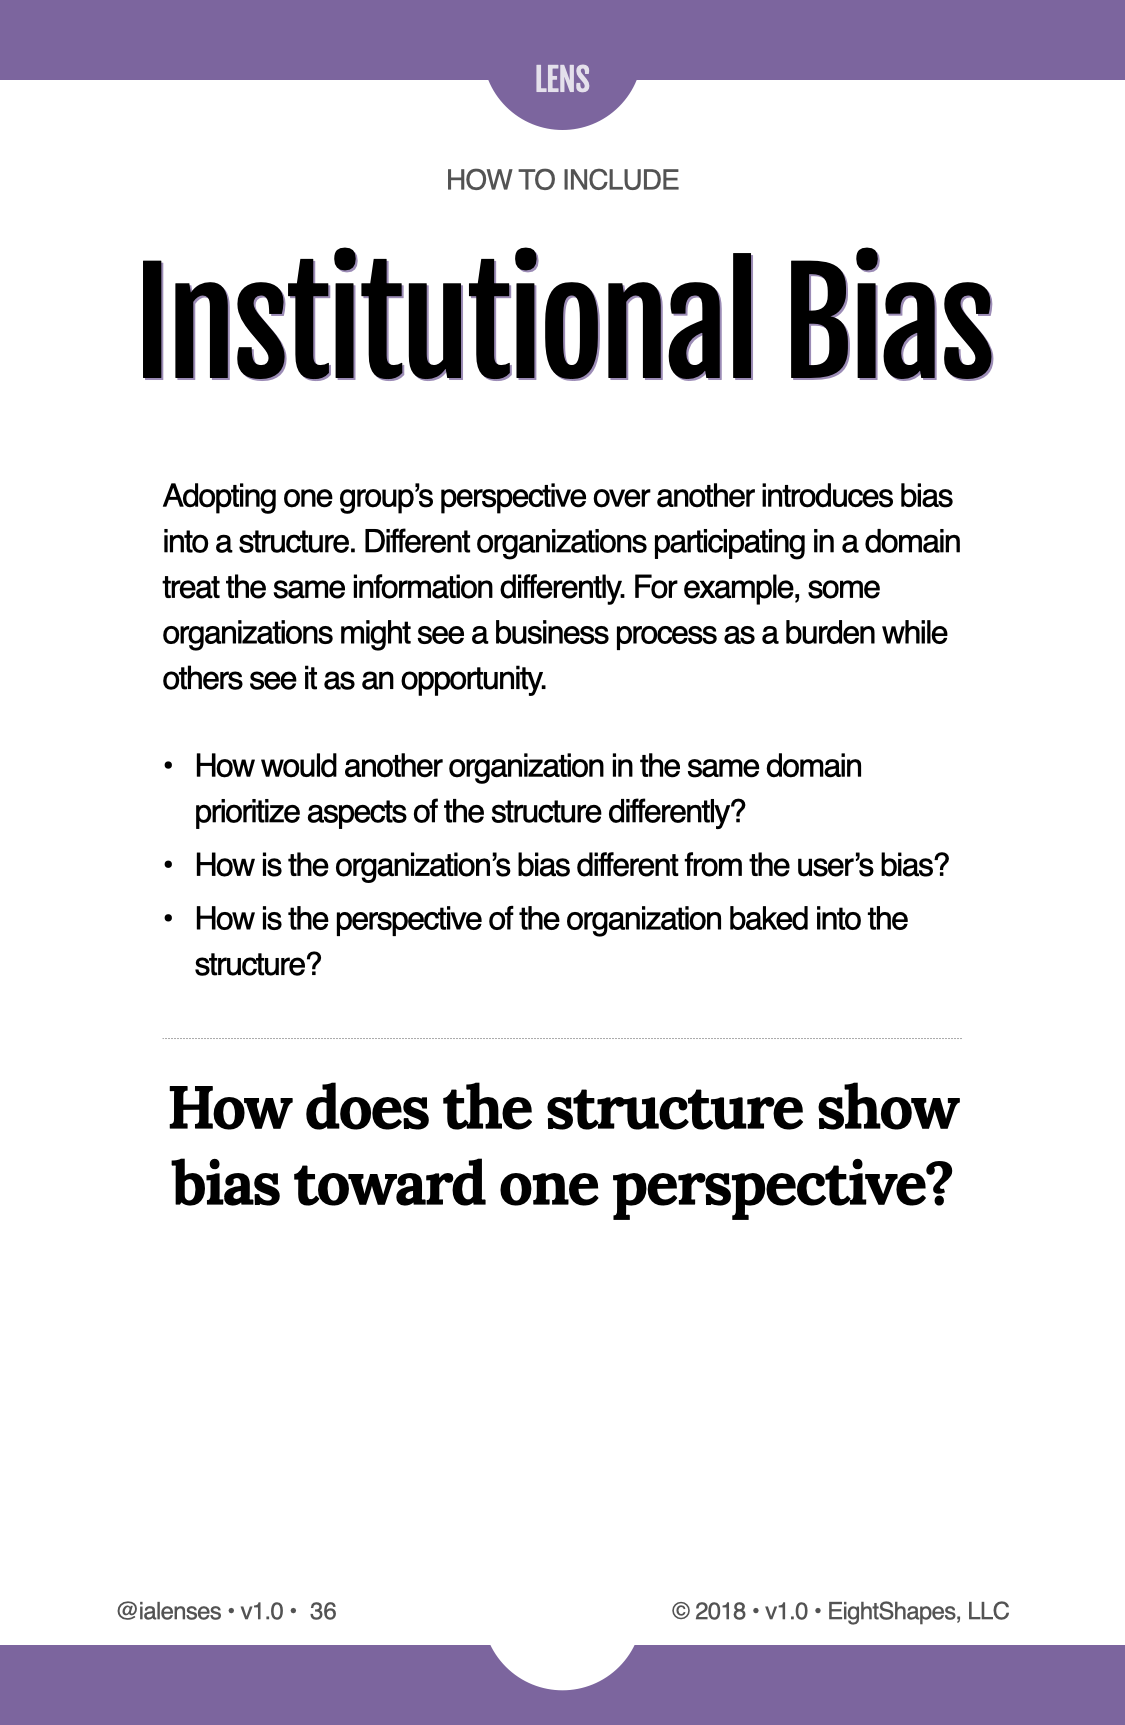 LENS
HOW TO INCLUDE
Institutional Bias
Adopting one group’s perspective over another introduces bias
into a structure. Different organizations participating in a domain
treat the same information differently. For example, some
organizations might see a business process as a burden while
others see it as an opportunity.
• How would another organization in the same domain
prioritize aspects of the structure differently?
• How is the organization’s bias different from the user’s bias?
• How is the perspective of the organization baked into the
structure?
How does the structure show
bias toward one perspective?
@ialenses • v1.0 • 36
© 2018 • v1.0 • EightShapes, LLC